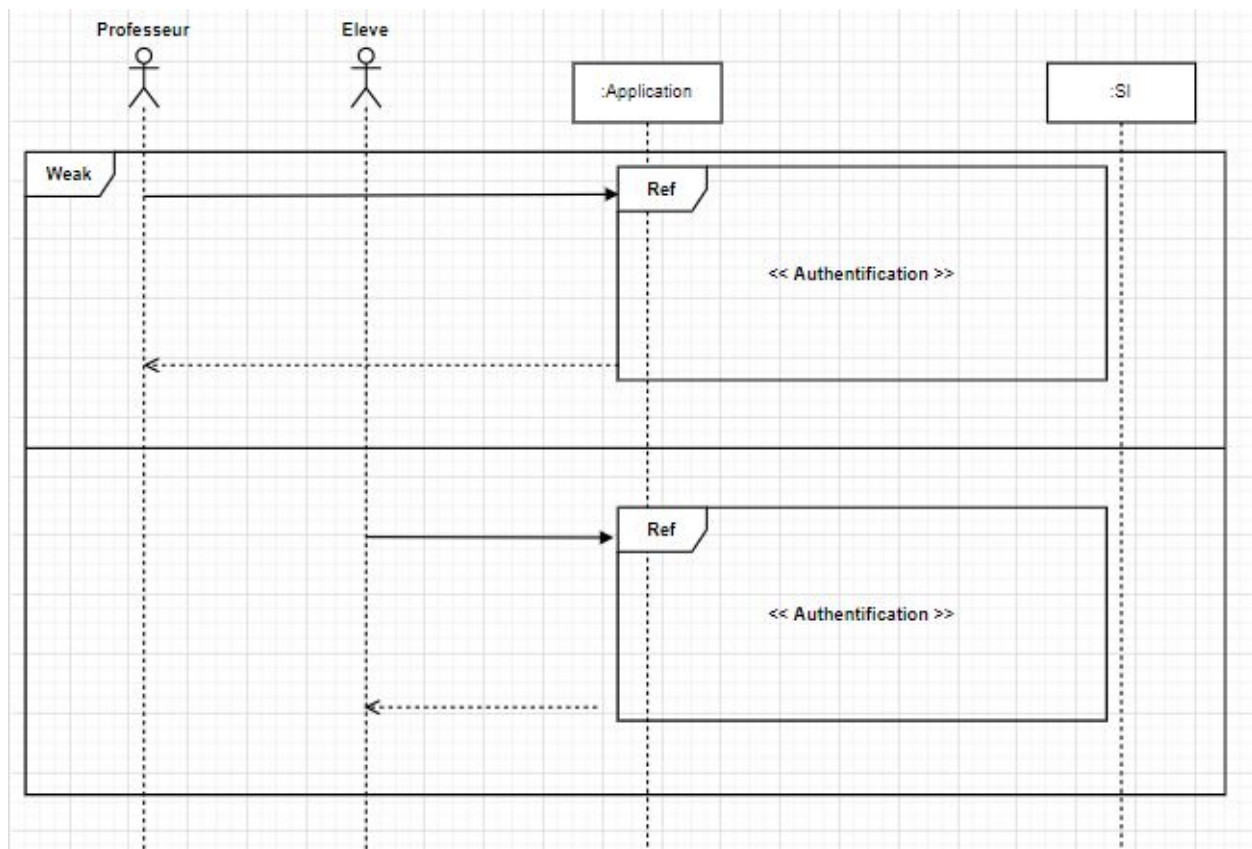 Professeur
Eleve
:Application
:SI
Weak
Ref
<< Authentification >>
Ref
<< Authentification >>